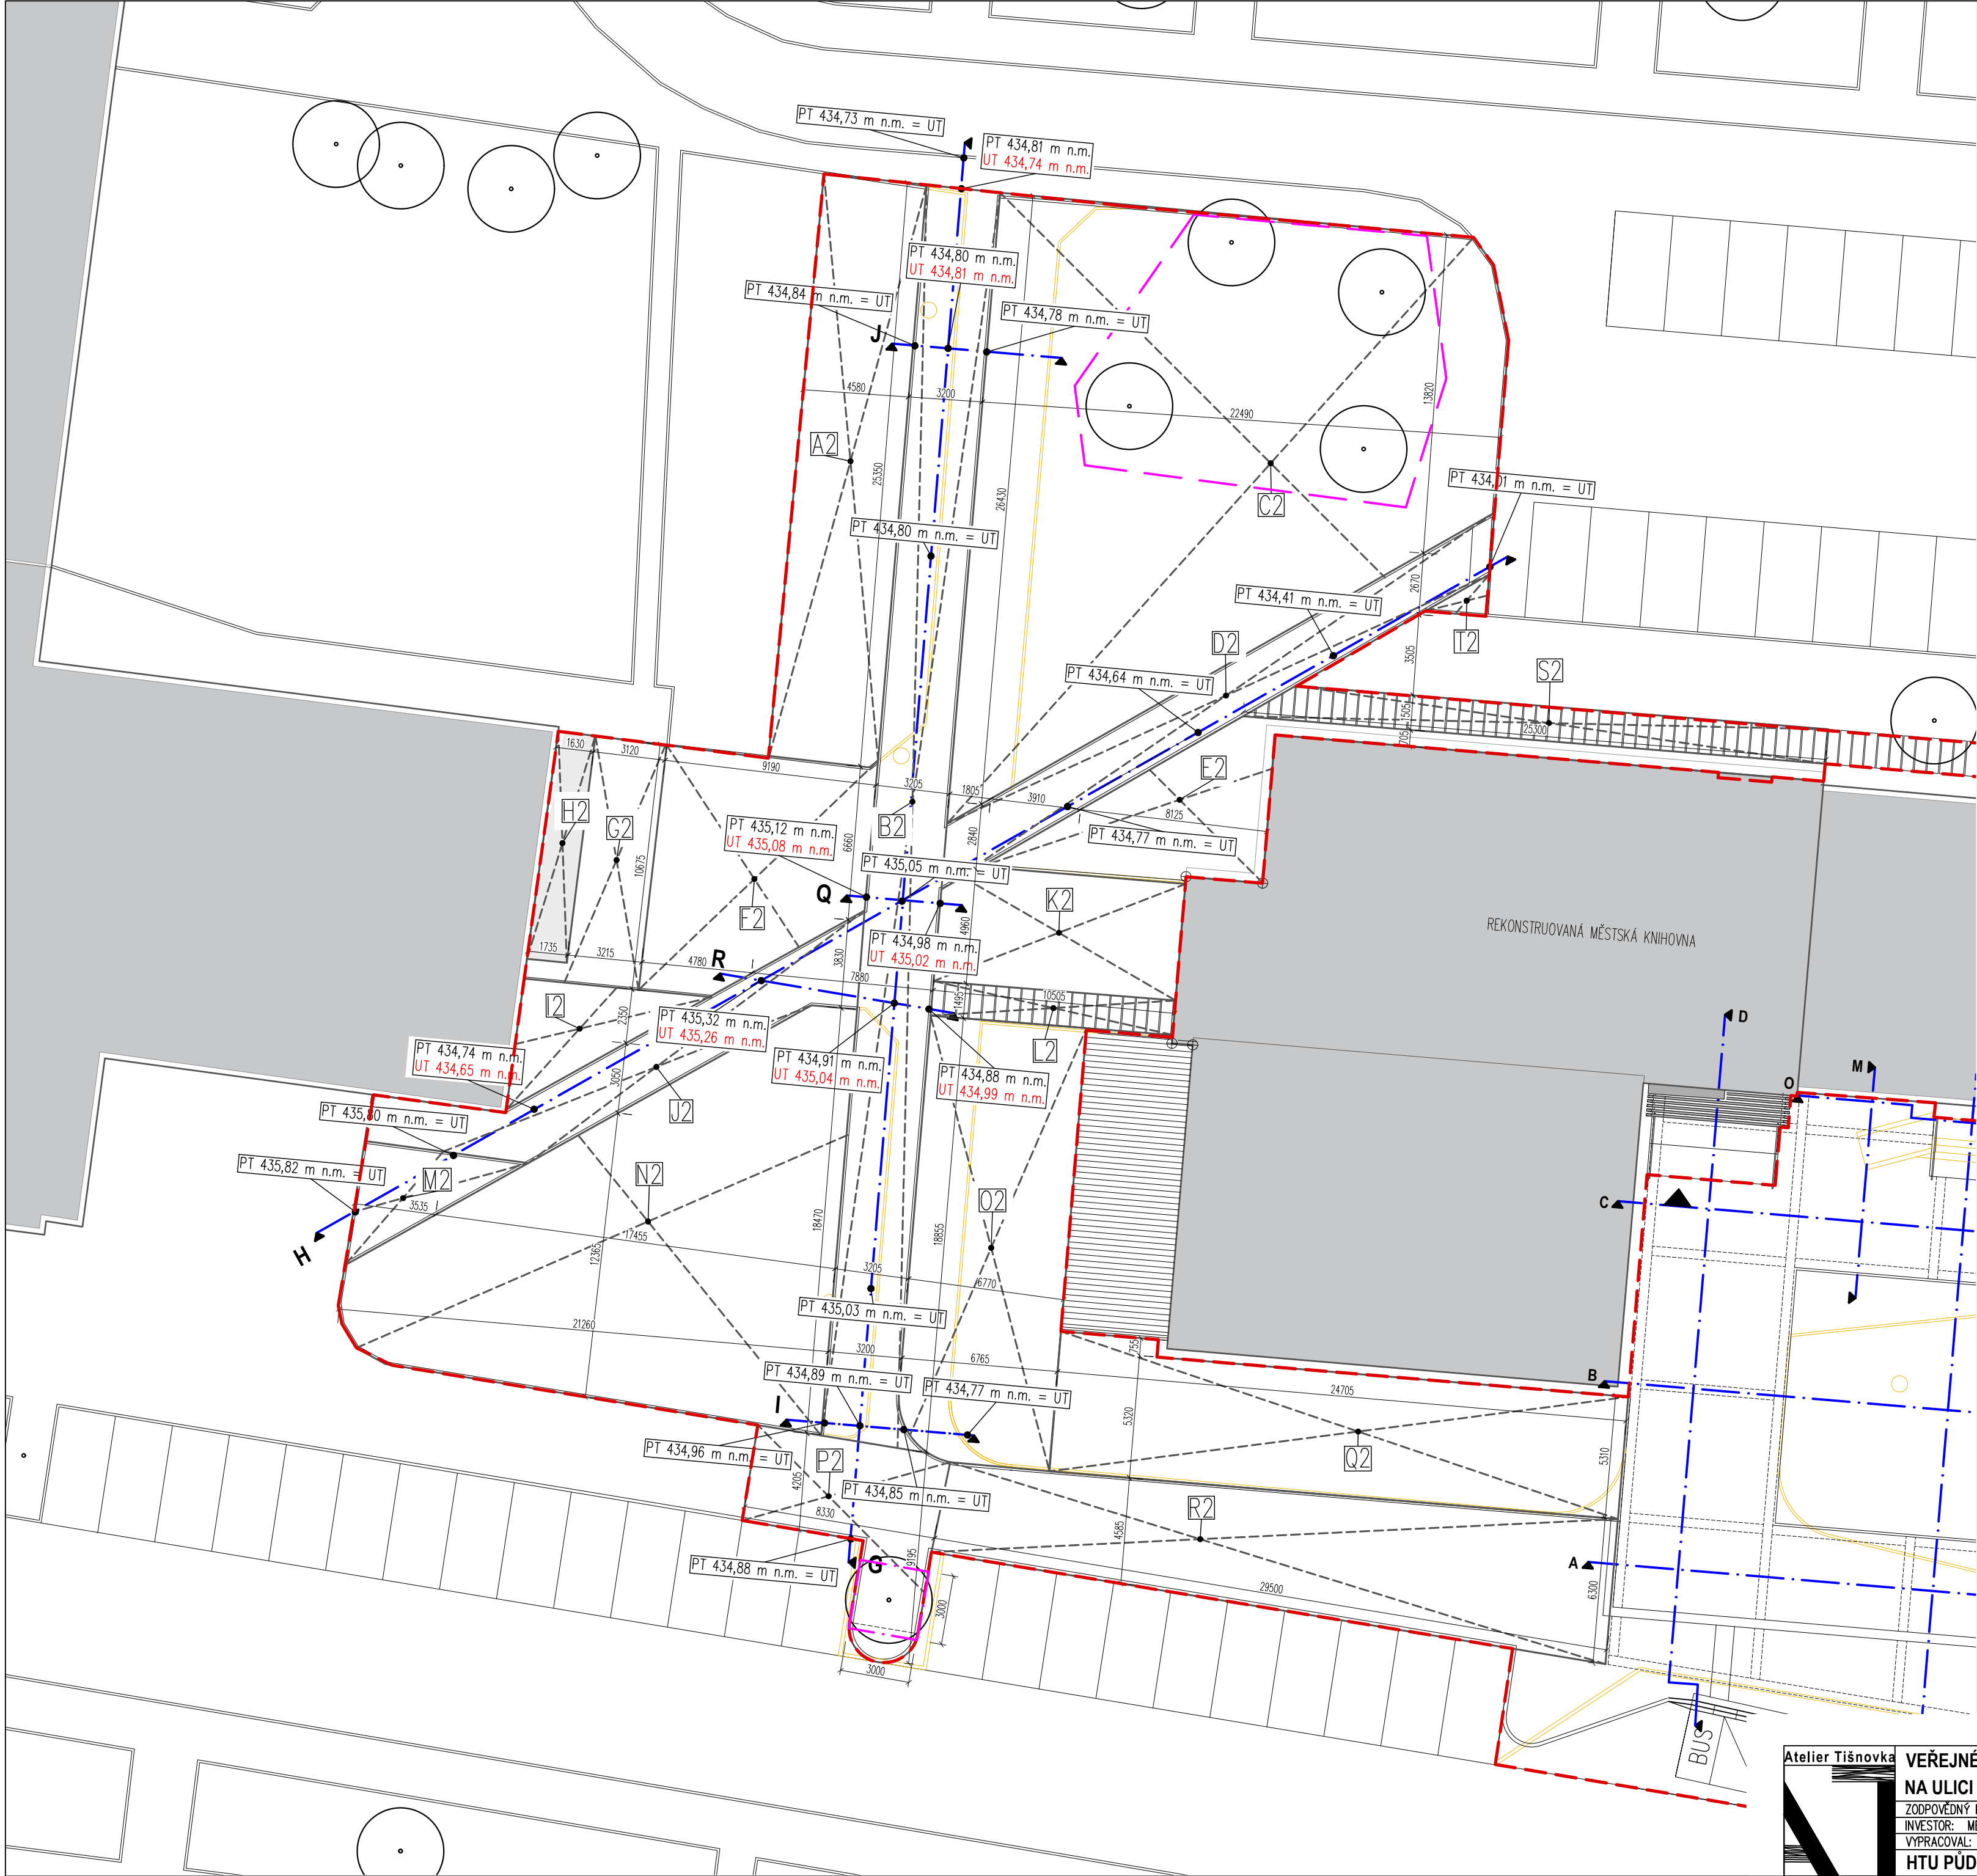 PT 434,73 m n.m. = UT
PT 434,81 m n.m.
UT 434,74 m n.m.
PT 434,80 m n.m.
UT 434,81 m n.m.
PT 434,84 m n.m. = UT
PT 434,78 m n.m. = UT
J
4580
3200
22490
13820
A2
25350
26430
C2
PT 434,01 m n.m. = UT
PT 434,80 m n.m. = UT
2670
PT 434,41 m n.m. = UT
D2
T2
3505
S2
PT 434,64 m n.m. = UT
1505
705
25300
1630
3120
9190
3205
1805
3910
8125
E2
H2
G2
B2
PT 435,12 m n.m.
UT 435,08 m n.m.
6660
2840
PT 434,77 m n.m. = UT
10675
PT 435,05 m n.m. = UT
Q
F2
K2
REKONSTRUOVANÁ MĚSTSKÁ KNIHOVNA
4960
PT 434,98 m n.m.
UT 435,02 m n.m.
1735
3215
4780
R
3830
7880
10505
1495
I2
2350
PT 435,32 m n.m.
UT 435,26 m n.m.
L2
D
PT 434,74 m n.m.
UT 434,65 m n.m.
3050
PT 434,91 m n.m.
UT 435,04 m n.m.
PT 434,88 m n.m.
UT 434,99 m n.m.
M
O
J2
PT 435,80 m n.m. = UT
PT 435,82 m n.m. = UT
M2
N2
3535
O2
C
H
17455
12365
18470
18855
3205
6770
PT 435,03 m n.m. = UT
21260
3200
6765
755
24705
B
PT 434,89 m n.m. = UT
PT 434,77 m n.m. = UT
I
5320
5310
Q2
PT 434,96 m n.m. = UT
P2
4205
PT 434,85 m n.m. = UT
8330
R2
4585
PT 434,88 m n.m. = UT
G
9195
A
29500
6300
3000
3000
BUS
Atelier Tišnovka
VEŘEJNÉ
NA ULICI
ZODPOVĚDNÝ
INVESTOR:
VYPRACOVAL:
HTU PŮD